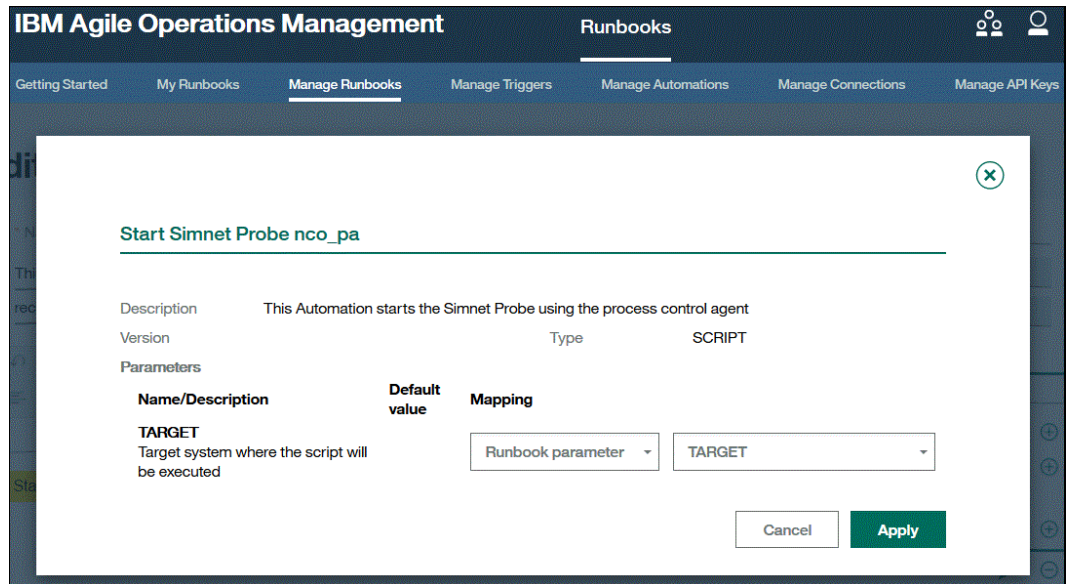 IBM Agile Operations Management
Runbooks
Getting Started My Runbooks Manage Runbooks Manage Triggers Manage Automations Manage Connections Manage API Keys
Start Simnet Probe nco_pa
Description This Automation starts the Simnet Probe using the process control agent
Version Type SCRIPT
Parameters
Name/Description Default value Mapping
TARGET
Target system where the script will
be executed
Runbook parameter TARGET
Cancel Apply